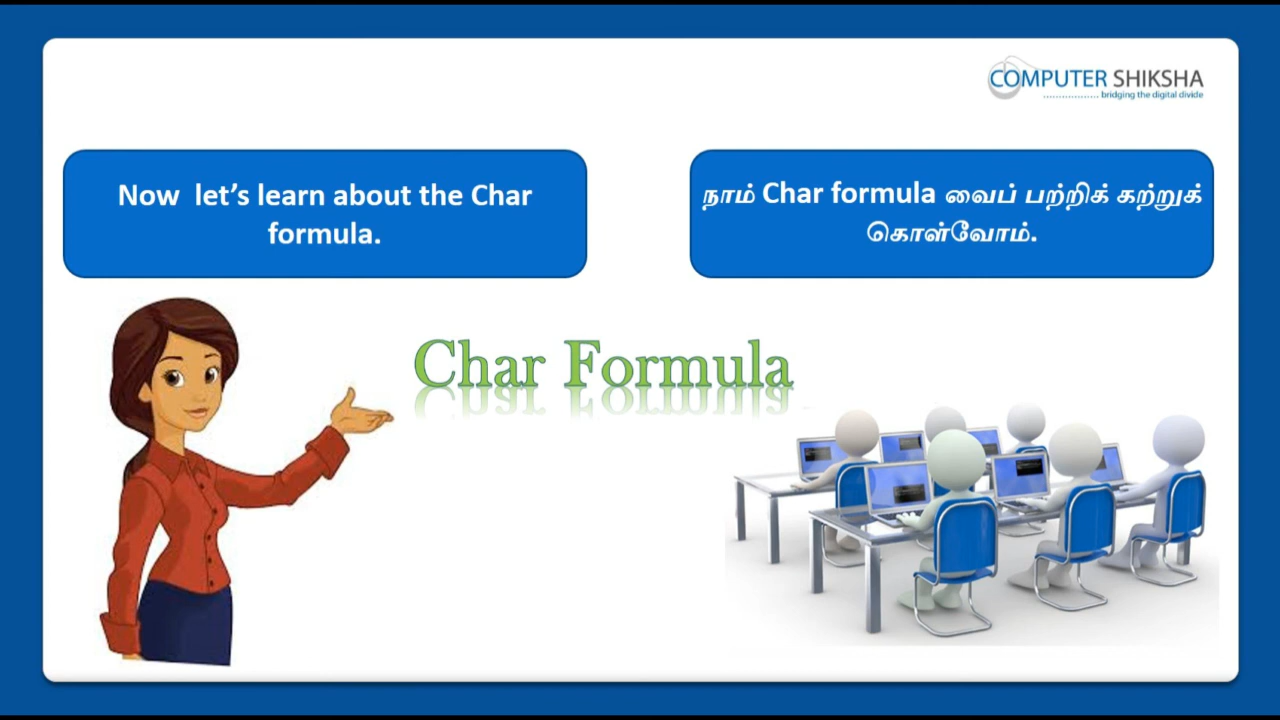 COMPUTER SHIKSHA
bridging the digital divide
Now let's learn about the Char
formula.
நாம் Char formula வைப் பற்றிக் கற்றுக்
கொள்வோம்.
Char Formula